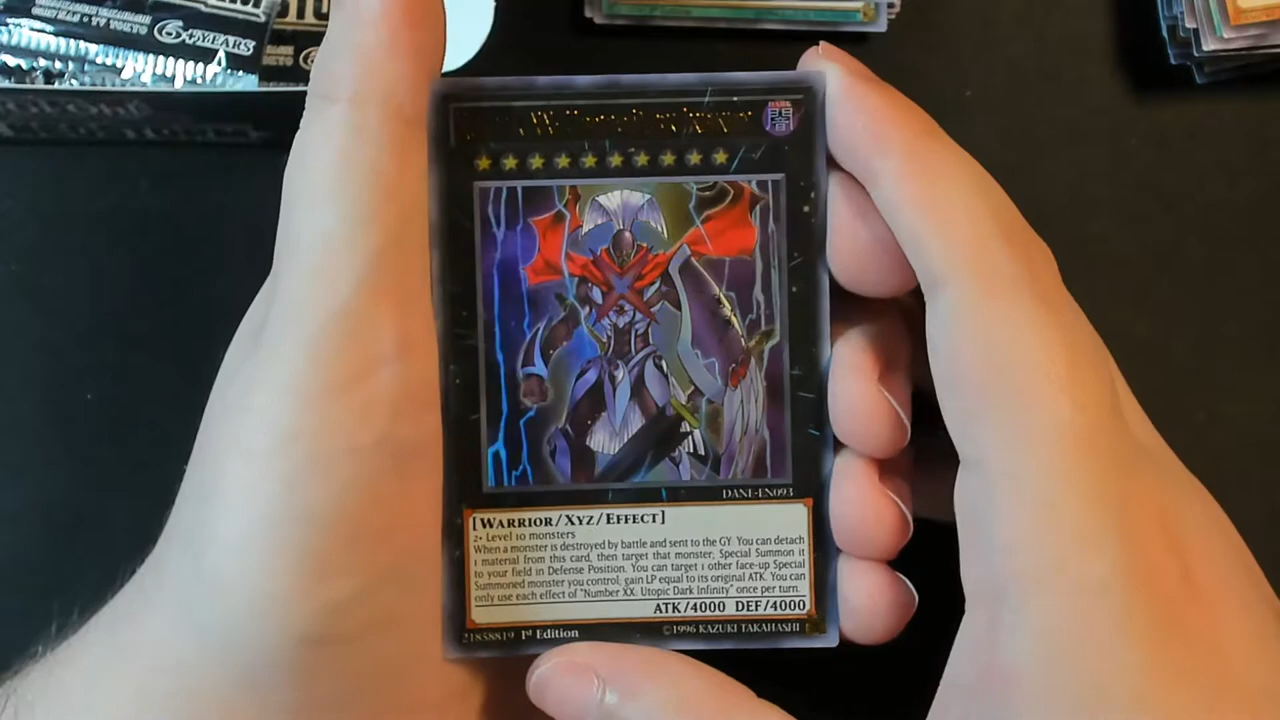 6+YEARS
DARK
闇
DANE-EN093
[WARRIOR/XYZ/EFFECT]
2+ Level 10 monsters
When a monster is destroyed by battle and sent to the GY: You can detach
1 material from this card, then target that monster; Special Summon it
to your field in Defense Position. You can target 1 other face-up Special
Summoned monster you control; gain LP equal to its original ATK. You can
only use each effect of "Number XX: Utopic Dark Infinity" once per turn.
ATK/4000 DEF/4000
21858819 1st Edition
©1996 KAZUKI TAKAHASHI